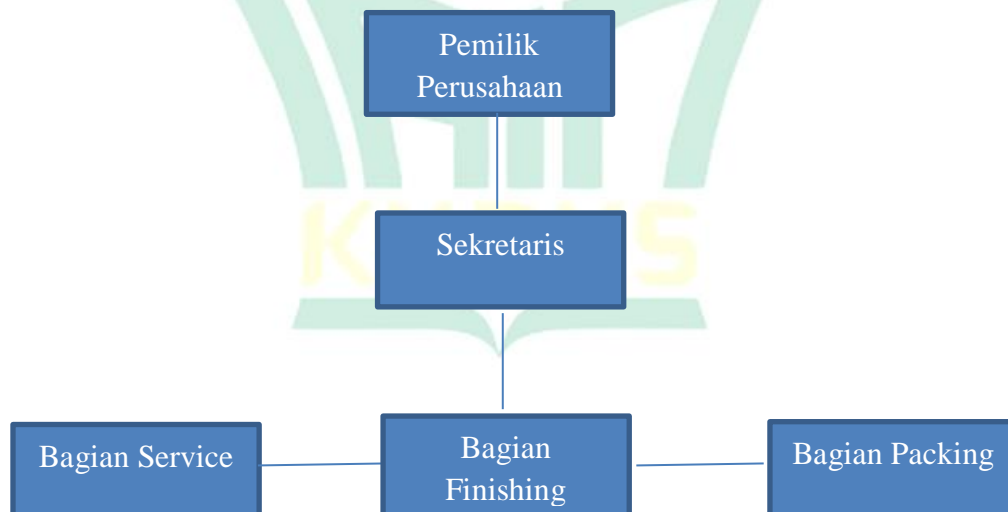 Pemilik
Perusahaan
Sekretaris
Bagian Service
Bagian
Finishing
Bagian Packing